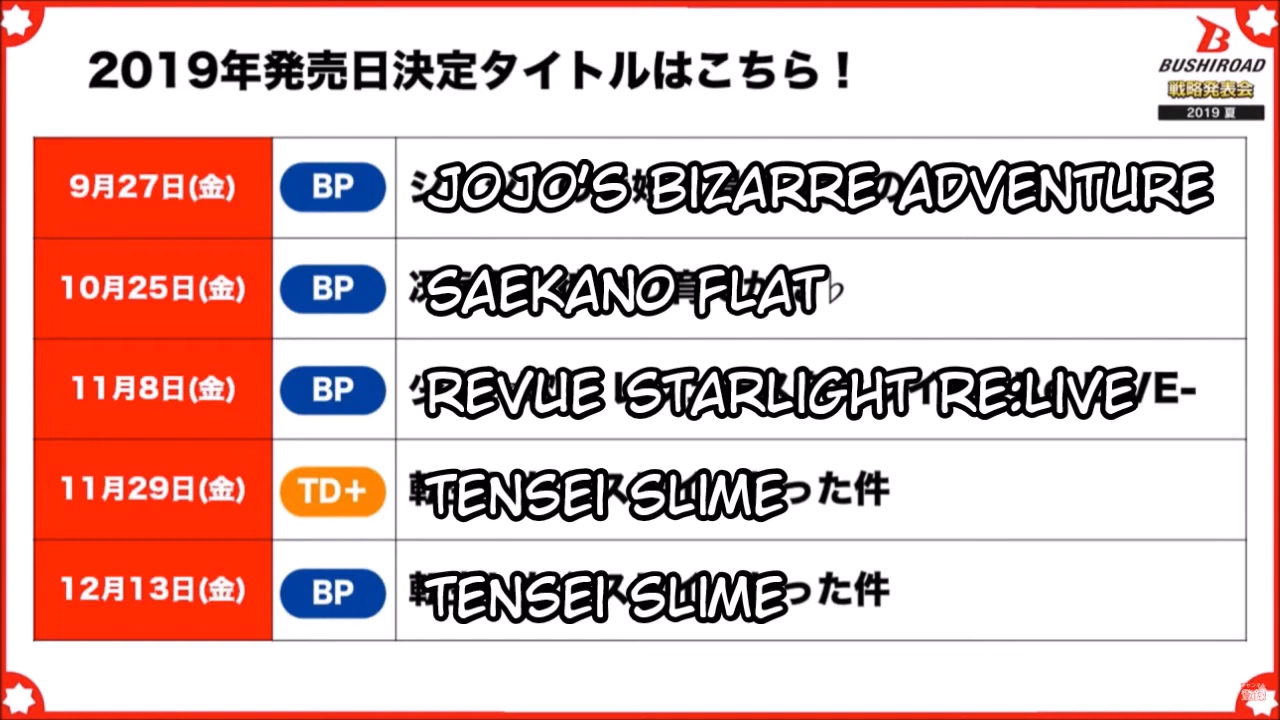 2019年発売日決定タイトルはこちら！
BUSHIROAD
戦略発表会
2019 夏
9月27日(金) BP JOJO'S BIZARRE ADVENTURE
10月25日(金) BP SAEKANO FLAT♭
11月8日(金) BP REVUE STARLIGHT RE:LIVE VE-
11月29日(金) TD+ TENSEI SLIME った件
12月13日(金) BP TENSEI SLIME った件